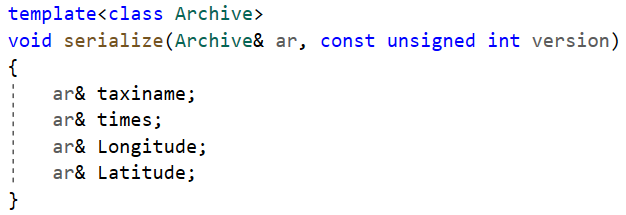 template<class Archive>
void serialize(Archive& ar, const unsigned int version)
{
    ar& taxiname;
    ar& times;
    ar& Longitude;
    ar& Latitude;
}